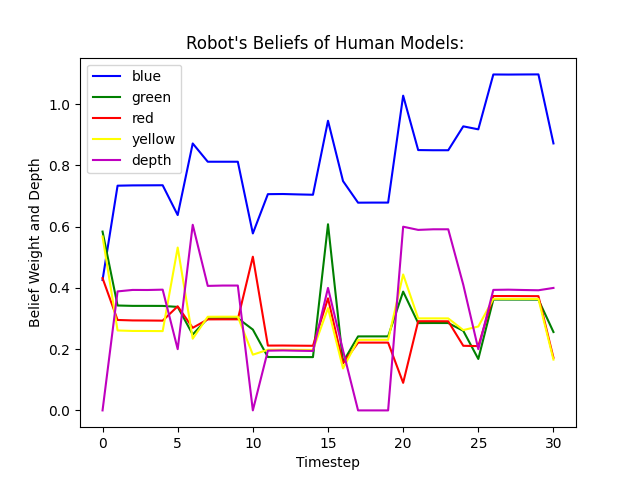 Robot's Beliefs of Human Models:
blue
green
red
yellow
depth
Belief Weight and Depth
1.0
0.8
0.6
0.4
0.2
0.0
0 5 10 15 20 25 30
Timestep